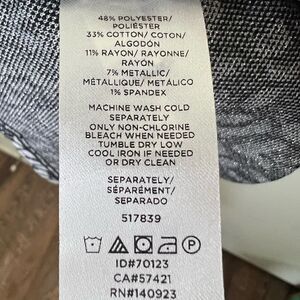 48% POLYESTER/
POLIÉSTER
33% COTTON/ COTON/
ALGODÓN
11% RAYON/ RAYONNE/
RAYÓN
7% METALLIC/
MÉTALLIQUE/ METÁLICO
1% SPANDEX
MACHINE WASH COLD
SEPARATELY
ONLY NON-CHLORINE
BLEACH WHEN NEEDED
TUMBLE DRY LOW
COOL IRON IF NEEDED
OR DRY CLEAN
SEPARATELY/
SÉPARÉMENT/
SEPARADO
517839
ID#70123
CA#57421
RN#140923